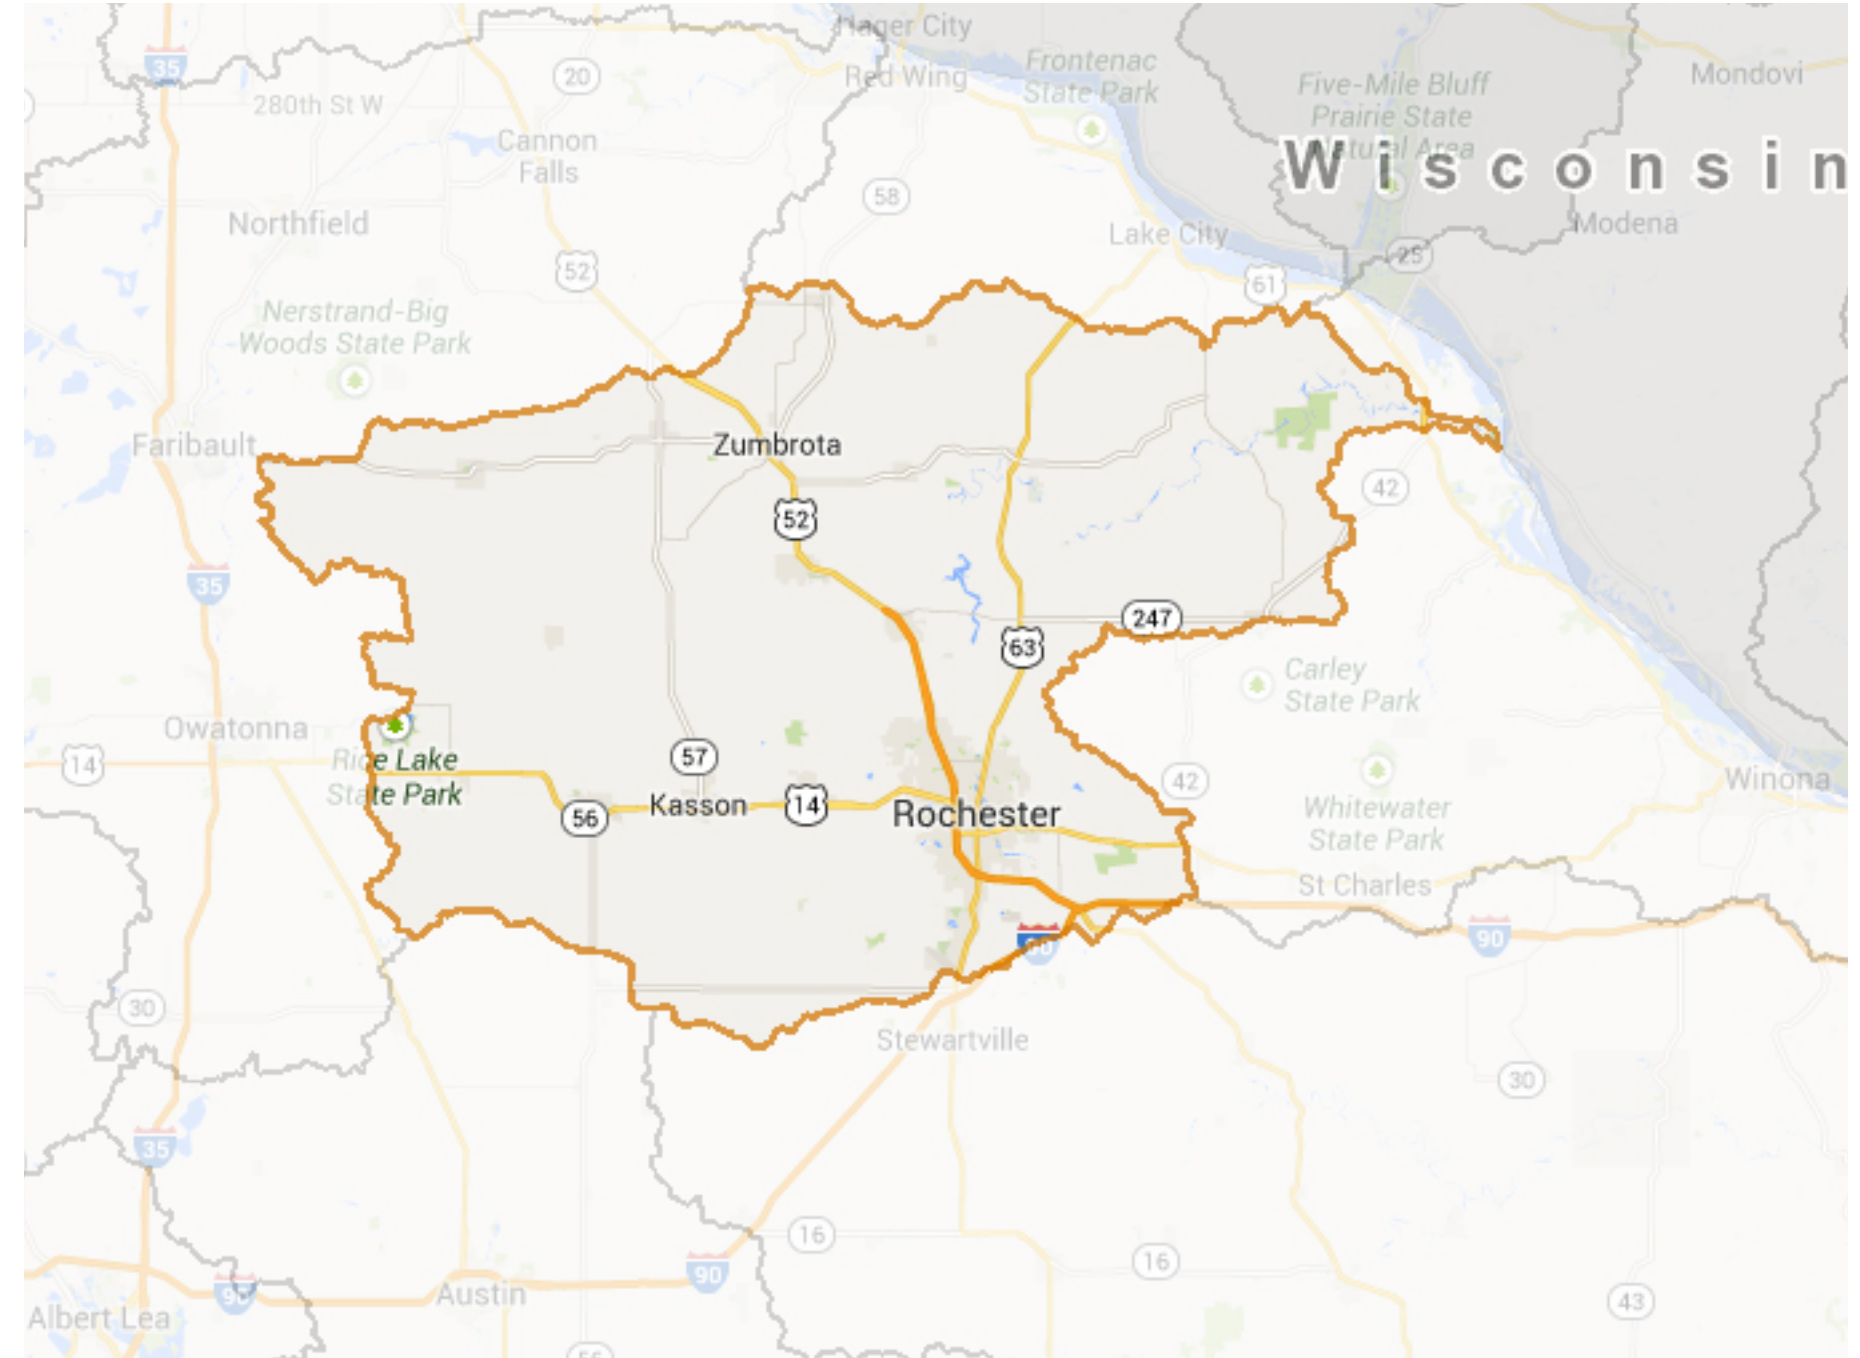 Hager City
35
20
Red Wing
Frontenac
State Park
Five-Mile Bluff
Prairie State
Natural Area
Mondovi
280th St W
Cannon
Falls
Wisconsin
58
Northfield
Lake City
Modena
25
52
61
Nerstrand-Big
Woods State Park
Faribault
Zumbrota
42
52
35
247
63
Carley
State Park
Owatonna
14
Rice Lake
State Park
57
56
Kasson
14
Rochester
42
Whitewater
State Park
Winona
St Charles
90
90
30
Stewartville
30
35
16
16
90
90
Austin
Albert Lea
43
56